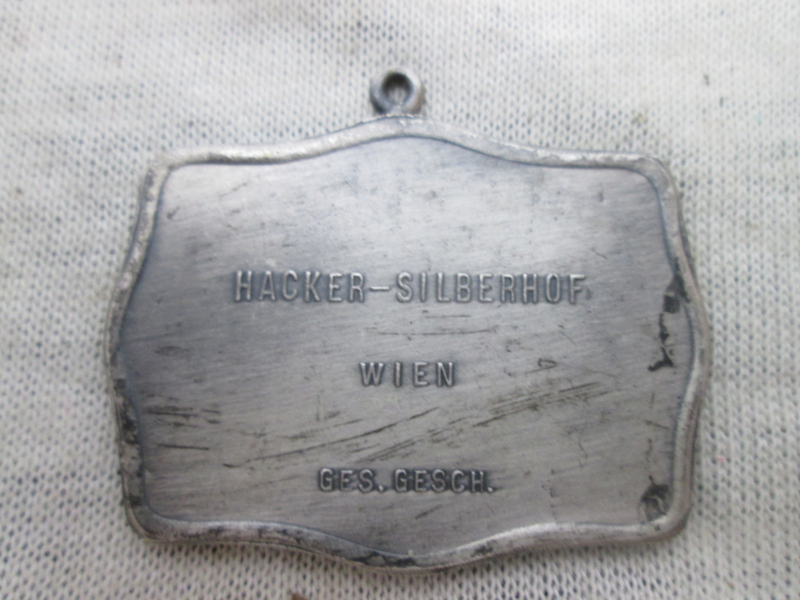 HACKER-SILBERHOF
WIEN
GES. GESCH.